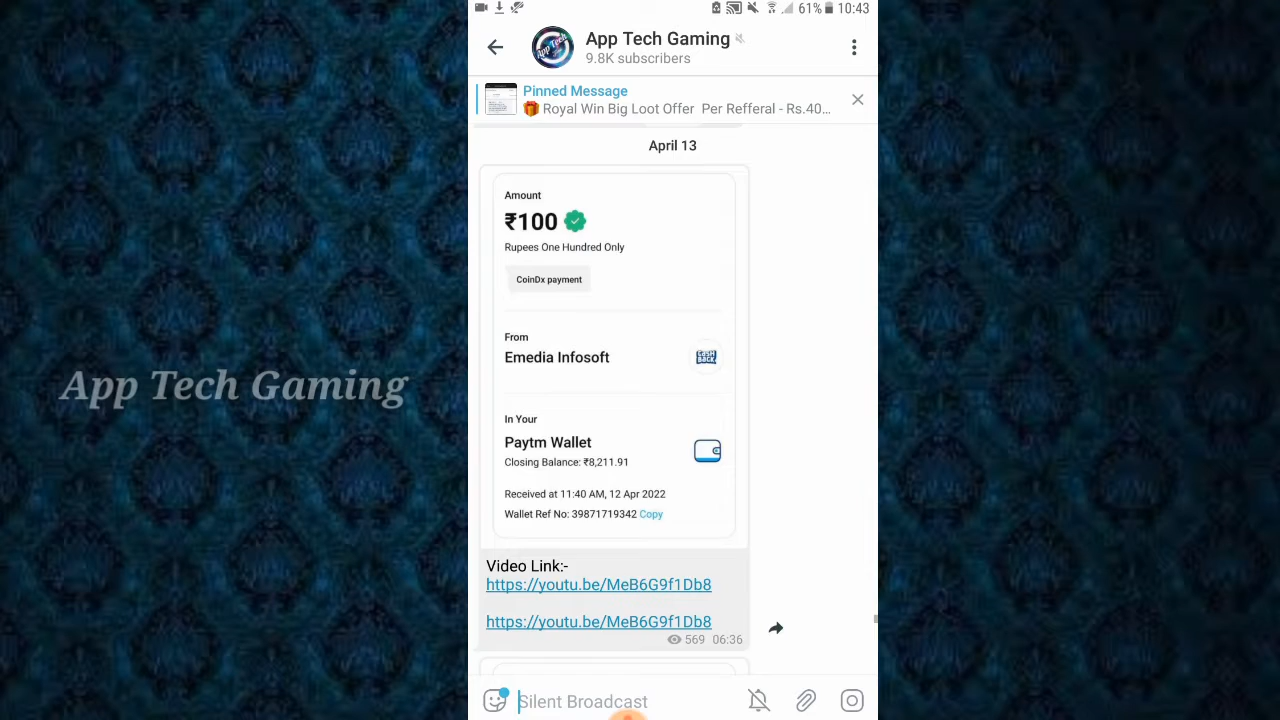 61% 10:43
App Tech Gaming
9.8K subscribers
Pinned Message
🎁 Royal Win Big Loot Offer Per Refferal - Rs.40...
April 13
Amount
₹100
Rupees One Hundred Only
CoinDx payment
From
Emedia Infosoft
CASH BACK
In Your
Paytm Wallet
Closing Balance: ₹8,211.91
Received at 11:40 AM, 12 Apr 2022
Wallet Ref No: 39871719342 Copy
Video Link:-
https://youtu.be/MeB6G9f1Db8
https://youtu.be/MeB6G9f1Db8
569 06:36
Silent Broadcast
App Tech Gaming